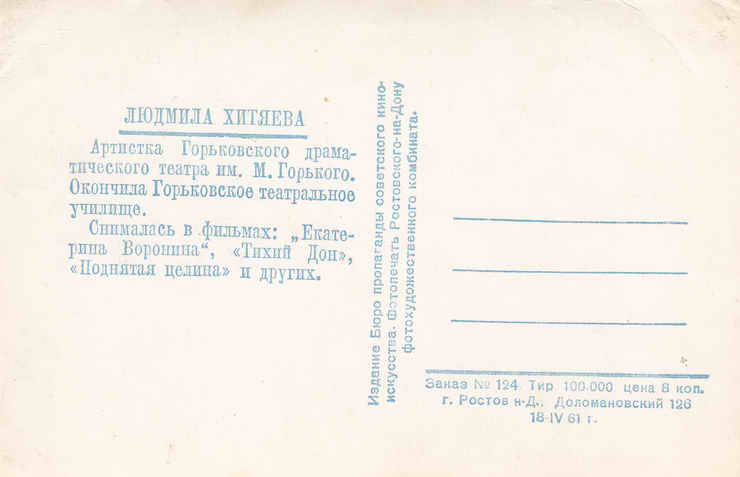 ЛЮДМИЛА ХИТЯЕВА
Артистка Горьковского драма-
тического театра им. М. Горького.
Окончила Горьковское театральное
училище.
Снималась в фильмах: „Екате-
рина Воронина“, «Тихий Дон»,
«Поднятая целина» и других.
Издание Бюро пропаганды советского кино-
искусства. Фотопечать Ростовского-на-Дону
фотохудожественного комбината.
Заказ № 124 Тир. 100.000 цена 8 коп.
г. Ростов н-Д., Доломановский 126
18-IV 61 г.